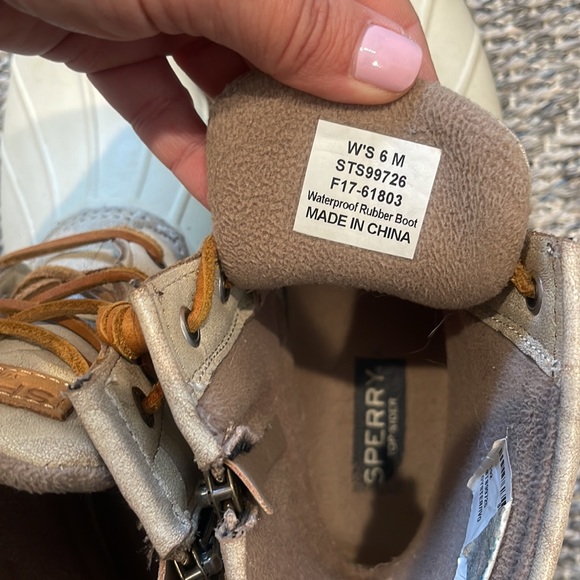 W'S 6 M
STS99726
F17-61803
Waterproof Rubber Boot
MADE IN CHINA
SPERRY
TOP-SIDER